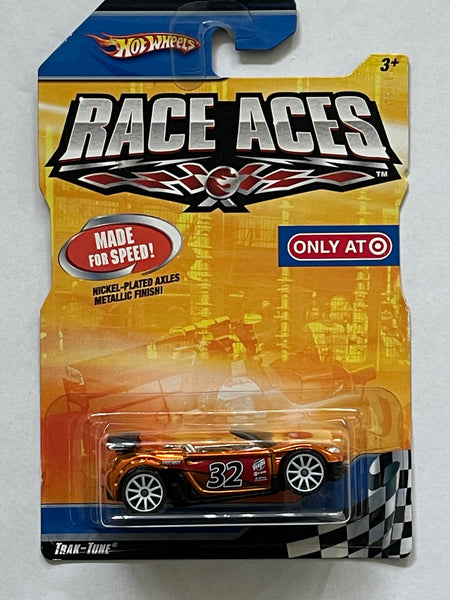 HOT WHEELS
3+
RACE ACES
TM
MADE
FOR SPEED!
ONLY AT
NICKEL-PLATED AXLES
METALLIC FINISH!
32
TRAK-TUNE®